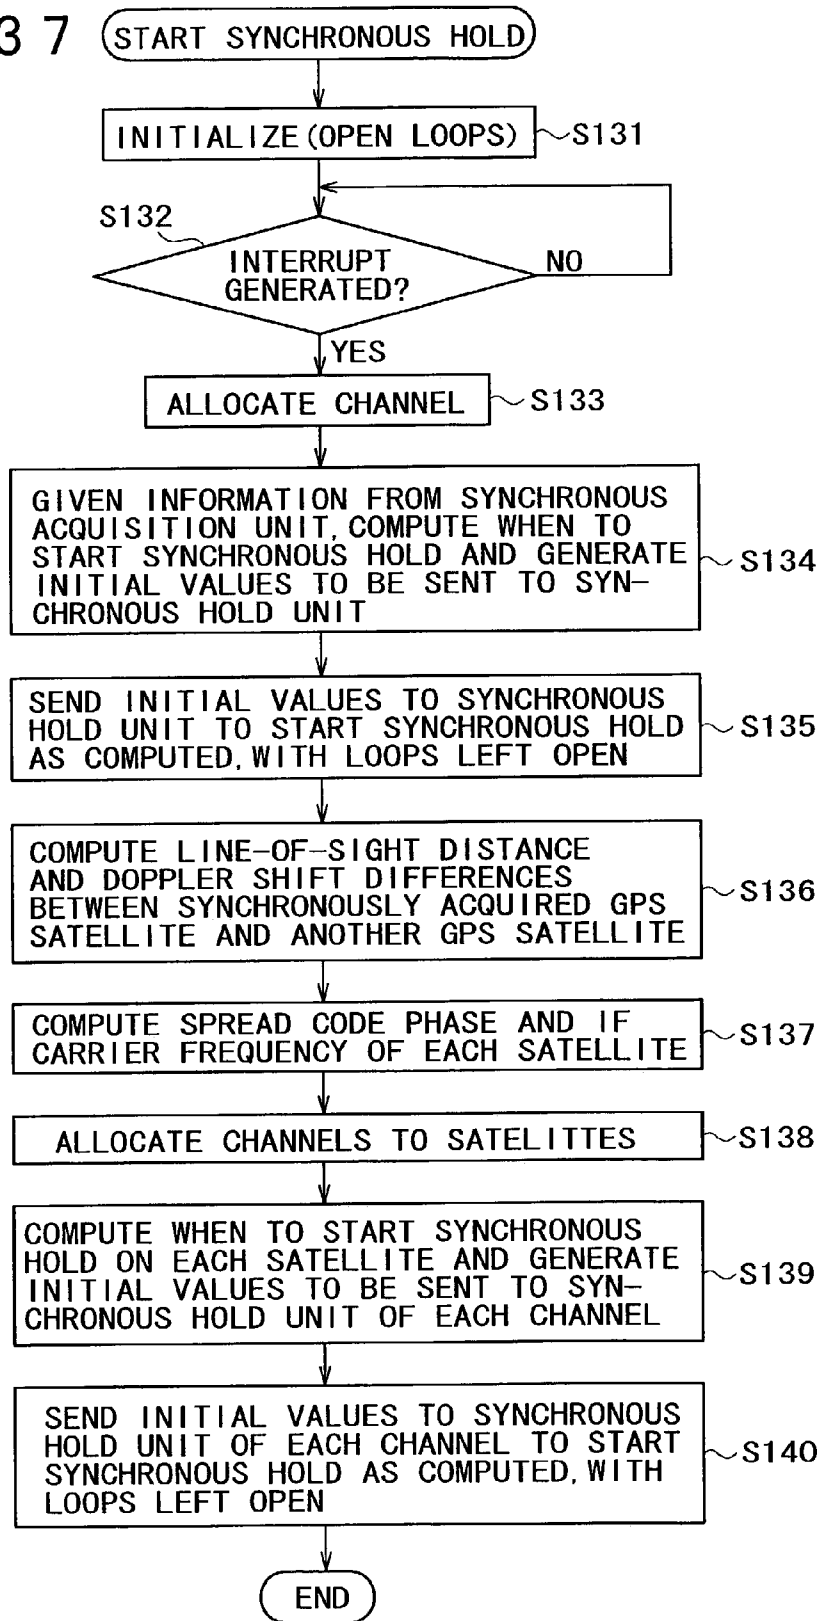 37
START SYNCHRONOUS HOLD
INITIALIZE(OPEN LOOPS)
S131
S132
INTERRUPT
GENERATED?
NO
YES
ALLOCATE CHANNEL
S133
GIVEN INFORMATION FROM SYNCHRONOUS
ACQUISITION UNIT, COMPUTE WHEN TO
START SYNCHRONOUS HOLD AND GENERATE
INITIAL VALUES TO BE SENT TO SYN-
CHRONOUS HOLD UNIT
S134
SEND INITIAL VALUES TO SYNCHRONOUS
HOLD UNIT TO START SYNCHRONOUS HOLD
AS COMPUTED, WITH LOOPS LEFT OPEN
S135
COMPUTE LINE-OF-SIGHT DISTANCE
AND DOPPLER SHIFT DIFFERENCES
BETWEEN SYNCHRONOUSLY ACQUIRED GPS
SATELLITE AND ANOTHER GPS SATELLITE
S136
COMPUTE SPREAD CODE PHASE AND IF
CARRIER FREQUENCY OF EACH SATELLITE
S137
ALLOCATE CHANNELS TO SATELITTES
S138
COMPUTE WHEN TO START SYNCHRONOUS
HOLD ON EACH SATELLITE AND GENERATE
INITIAL VALUES TO BE SENT TO SYN-
CHRONOUS HOLD UNIT OF EACH CHANNEL
S139
SEND INITIAL VALUES TO SYNCHRONOUS
HOLD UNIT OF EACH CHANNEL TO START
SYNCHRONOUS HOLD AS COMPUTED, WITH
LOOPS LEFT OPEN
S140
END